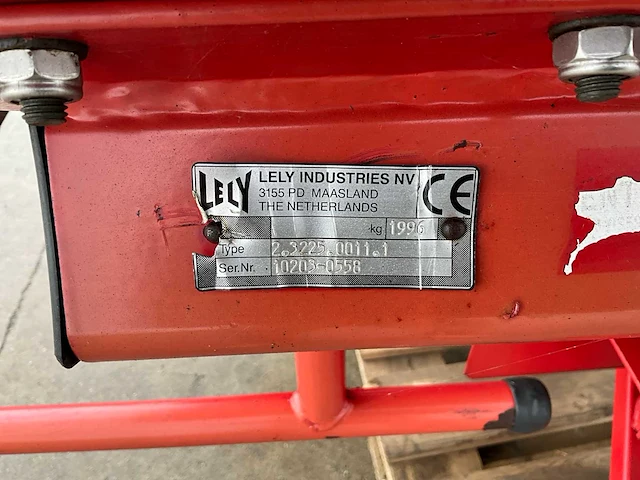 LELY
LELY INDUSTRIES NV
3155 PD MAASLAND
THE NETHERLANDS
CE
kg 1996
Type 2.3225.0011.1
Ser.Nr. 10203-0558